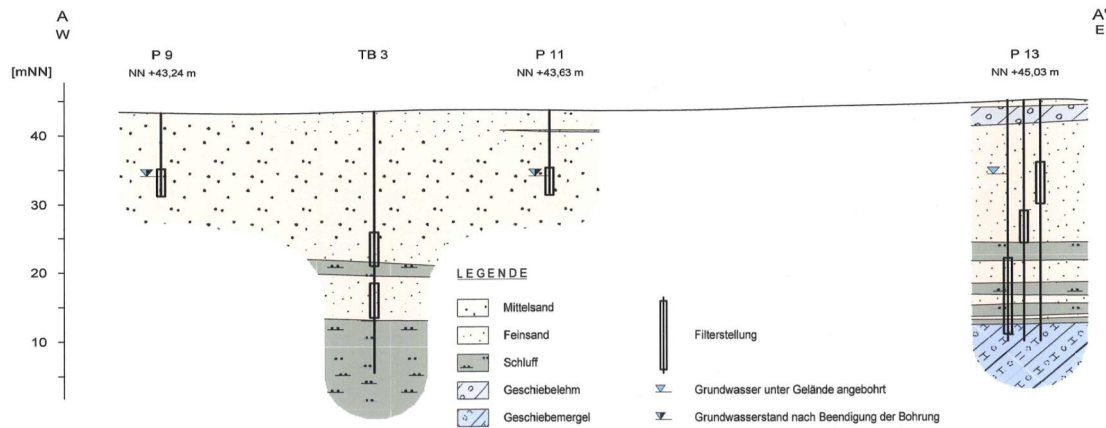 A
W
A'
E
P 9
NN +43,24 m
TB 3
P 11
NN +43,63 m
P 13
NN +45,03 m
[mNN]
40
30
20
10
LEGENDE
Mittelsand
Feinsand
Schluff
Geschiebelehm
Geschiebemergel
Filterstellung
Grundwasser unter Gelände angebohrt
Grundwasserstand nach Beendigung der Bohrung